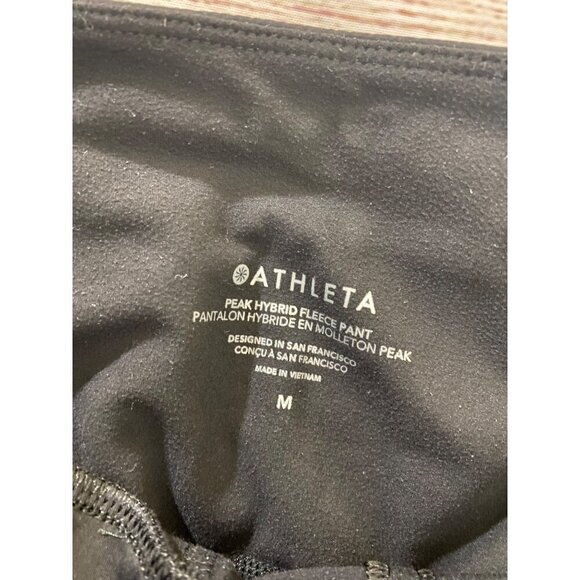 ATHLETA
PEAK HYBRID FLEECE PANT
PANTALON HYBRIDE EN MOLLETON PEAK
DESIGNED IN SAN FRANCISCO
CONÇU À SAN FRANCISCO
MADE IN VIETNAM
M